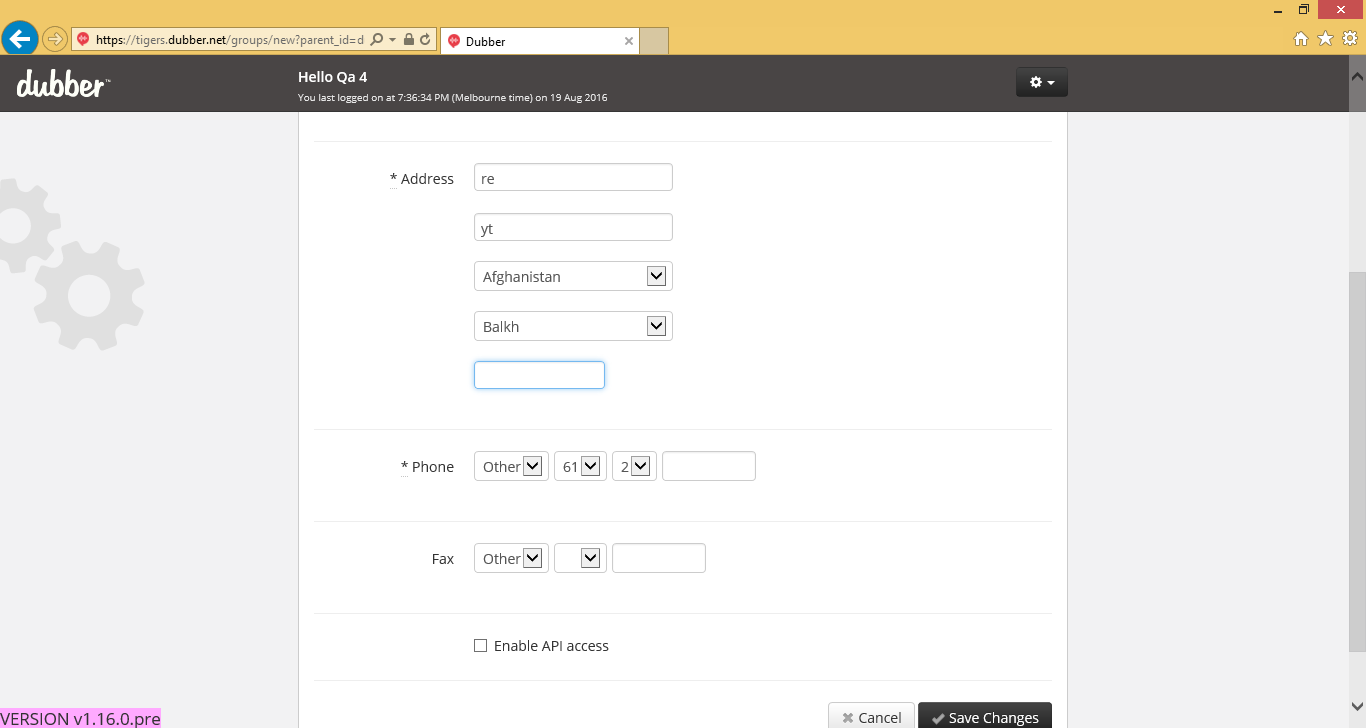 https://tigers.dubber.net/groups/new?parent_id=d
Dubber
dubber™
Hello Qa 4
You last logged on at 7:36:34 PM (Melbourne time) on 19 Aug 2016
* Address
re
yt
Afghanistan
Balkh
* Phone
Other
61
2
Fax
Other
Enable API access
Cancel
Save Changes
VERSION v1.16.0.pre